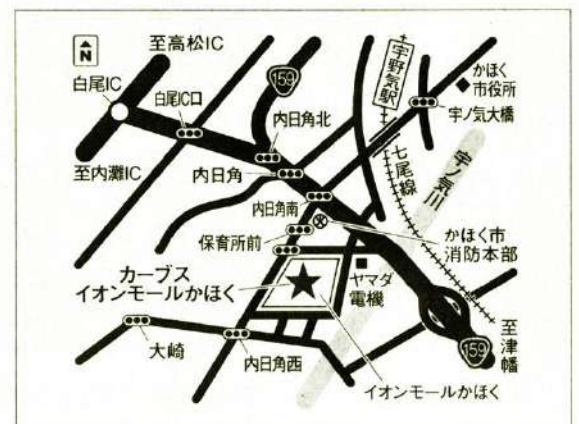 N
至高松IC
白尾IC
白尾IC口
159
内日角北
至内灘IC
内日角
内日角南
保育所前
宇野気駅
かほく
市役所
宇ノ気大橋
七尾線
宇ノ気川
かほく市
消防本部
カーブス
イオンモールかほく
ヤマダ
電機
大崎
内日角西
イオンモールかほく
至津幡
159